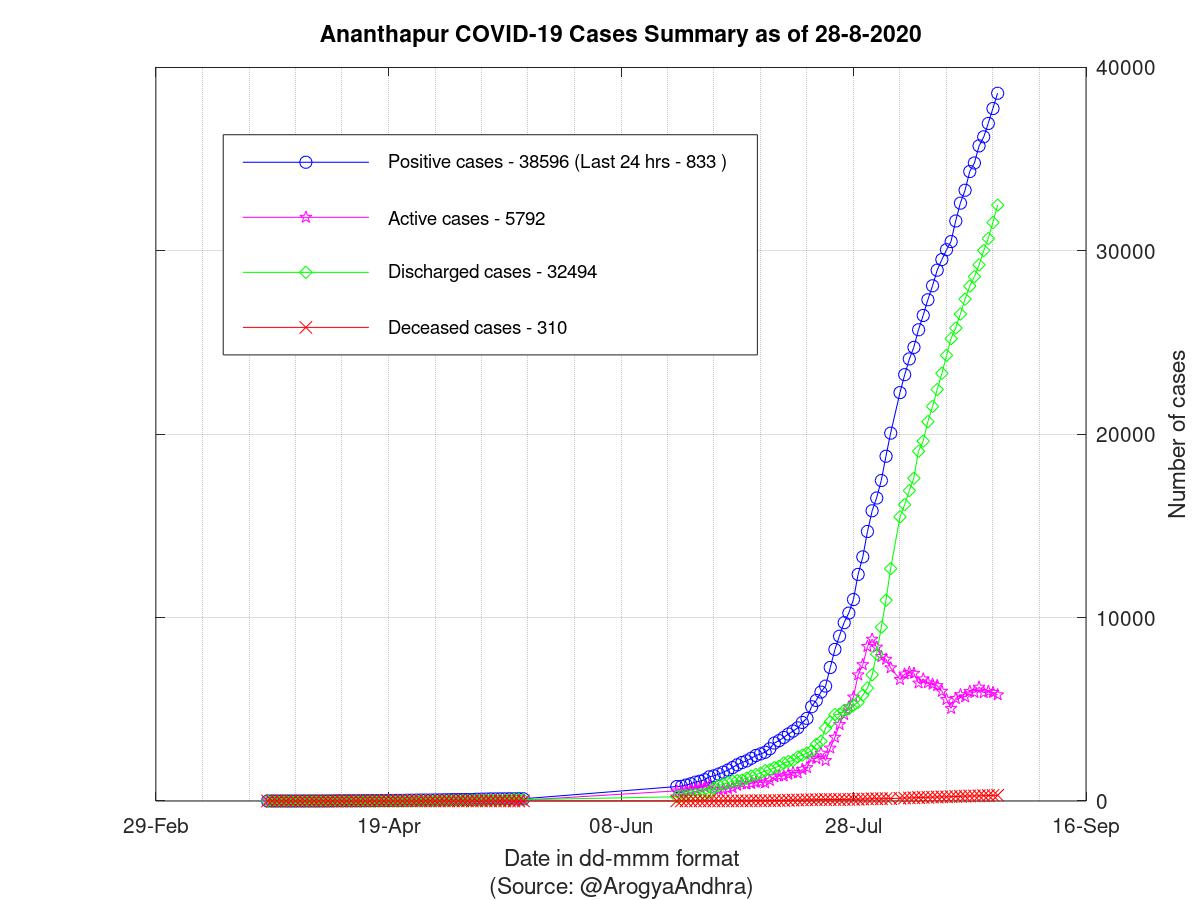 Ananthapur COVID-19 Cases Summary as of 28-8-2020
40000
Positive cases - 38596 (Last 24 hrs - 833 )
Active cases - 5792
30000
Discharged cases - 32494
Deceased cases - 310
Number of cases
20000
10000
0
29-Feb 19-Apr 08-Jun 28-Jul 16-Sep
Date in dd-mmm format
(Source: @ArogyaAndhra)